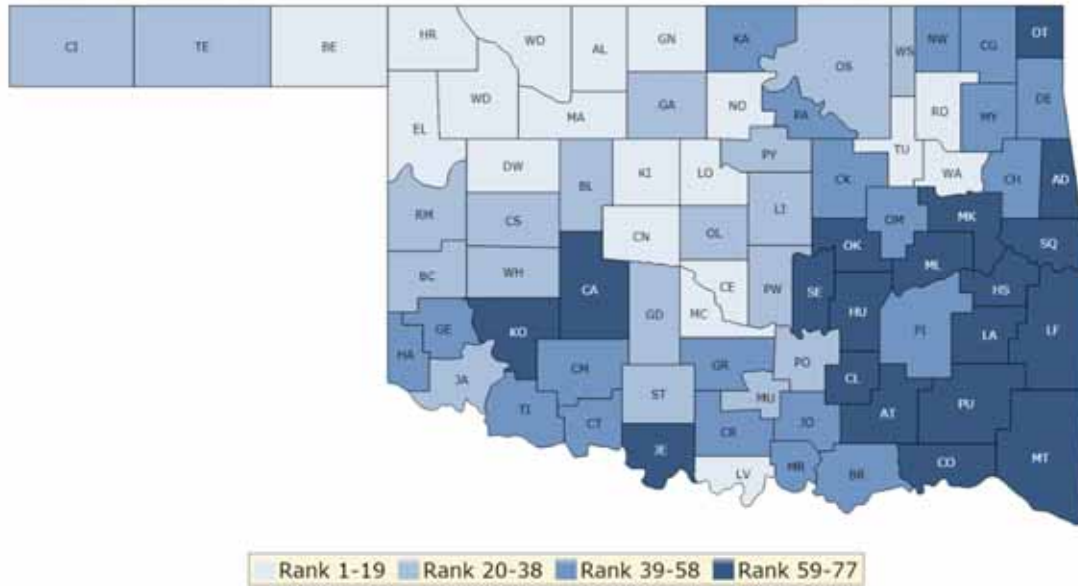 CI TE BE HR WO AL GN KA OS WS NW CG OT
WD EL MA GA NO PA RO MY DE
DW BL KI LO PY CK TU WA CH AD
RM CS CN OL LI OM MK
BC WH CA GD CE MC PW SE OK ML SQ
HA GE KO HU PI HS LA LF
JA CM GR PO CL
TI CT ST MU JO AT PU
JE CR LV MR BR CO MT
Rank 1-19 Rank 20-38 Rank 39-58 Rank 59-77